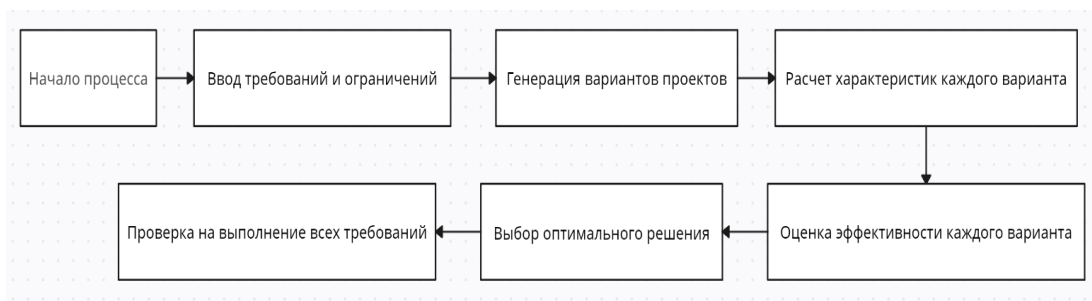 Начало процесса
Ввод требований и ограничений
Генерация вариантов проектов
Расчет характеристик каждого варианта
Оценка эффективности каждого варианта
Выбор оптимального решения
Проверка на выполнение всех требований